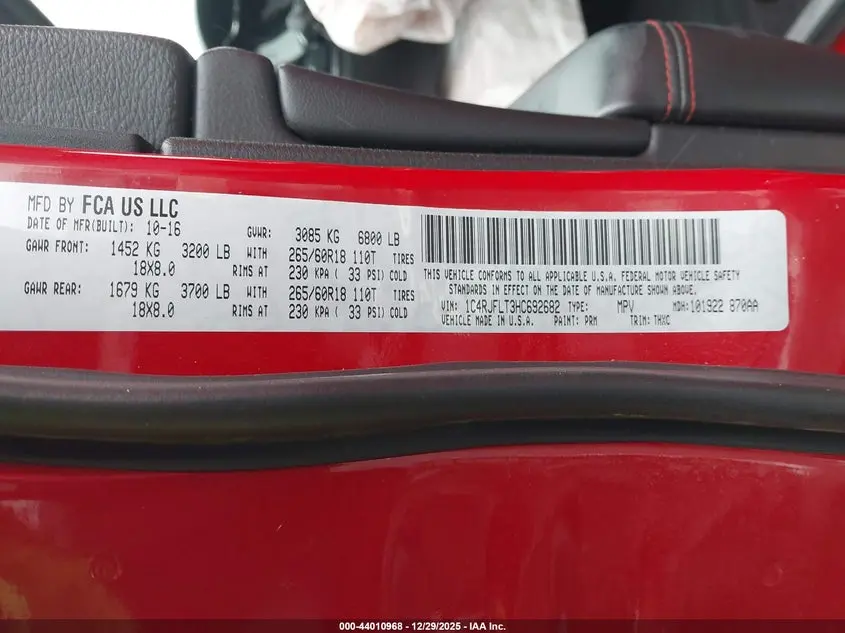 MFD BY FCA US LLC
DATE OF MFR(BUILT): 10-16 GVWR: 3085 KG 6800 LB
GAWR FRONT: 1452 KG 3200 LB WITH 265/60R18 110T TIRES
18X8.0 RIMS AT 230 KPA ( 33 PSI) COLD
GAWR REAR: 1679 KG 3700 LB WITH 265/60R18 110T TIRES
18X8.0 RIMS AT 230 KPA ( 33 PSI) COLD
THIS VEHICLE CONFORMS TO ALL APPLICABLE U.S.A. FEDERAL MOTOR VEHICLE SAFETY
STANDARDS IN EFFECT ON THE DATE OF MANUFACTURE SHOWN ABOVE.
VIN: 1C4RJFLT3HC692682 TYPE: MPV MDH: 101922 870AA
VEHICLE MADE IN U.S.A. PAINT: PRM TRIM: THXC
000-44010968 | 12/29/2025 - IAA Inc.